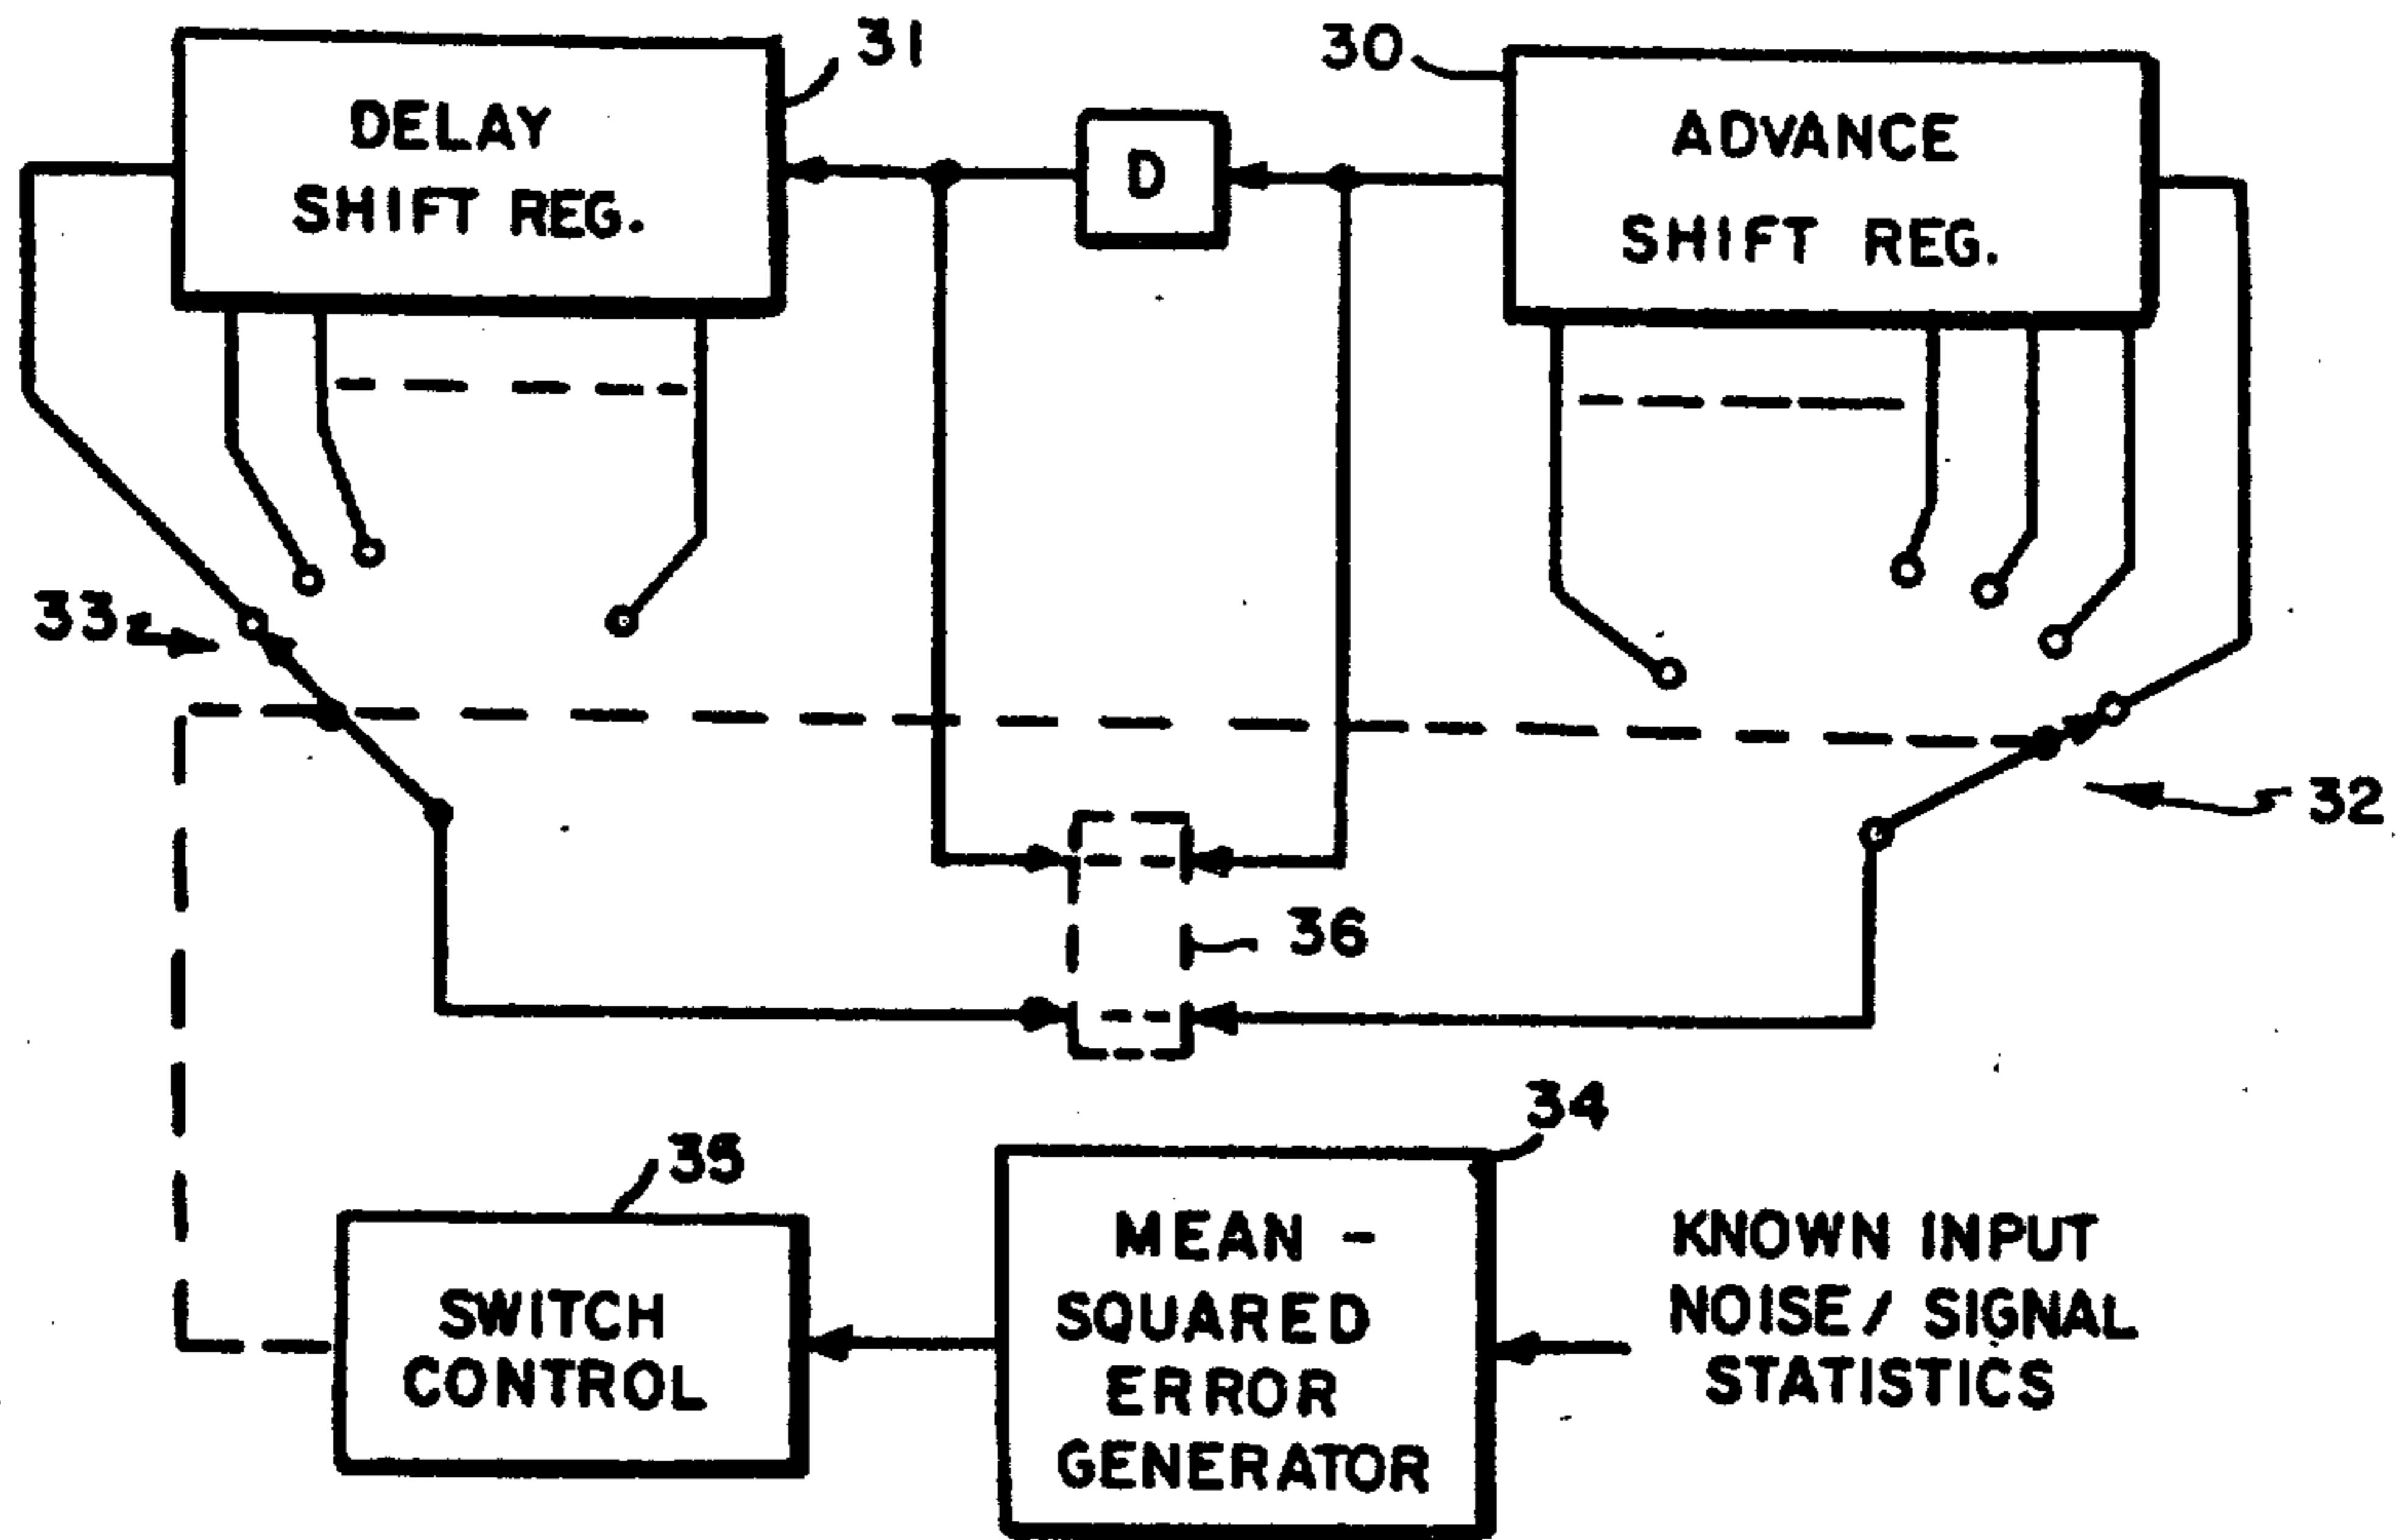 31
30
DELAY
SHIFT REG.
D
ADVANCE
SHIFT REG.
33
32
36
34
35
MEAN -
SQUARED
ERROR
GENERATOR
SWITCH
CONTROL
KNOWN INPUT
NOISE/ SIGNAL
STATISTICS